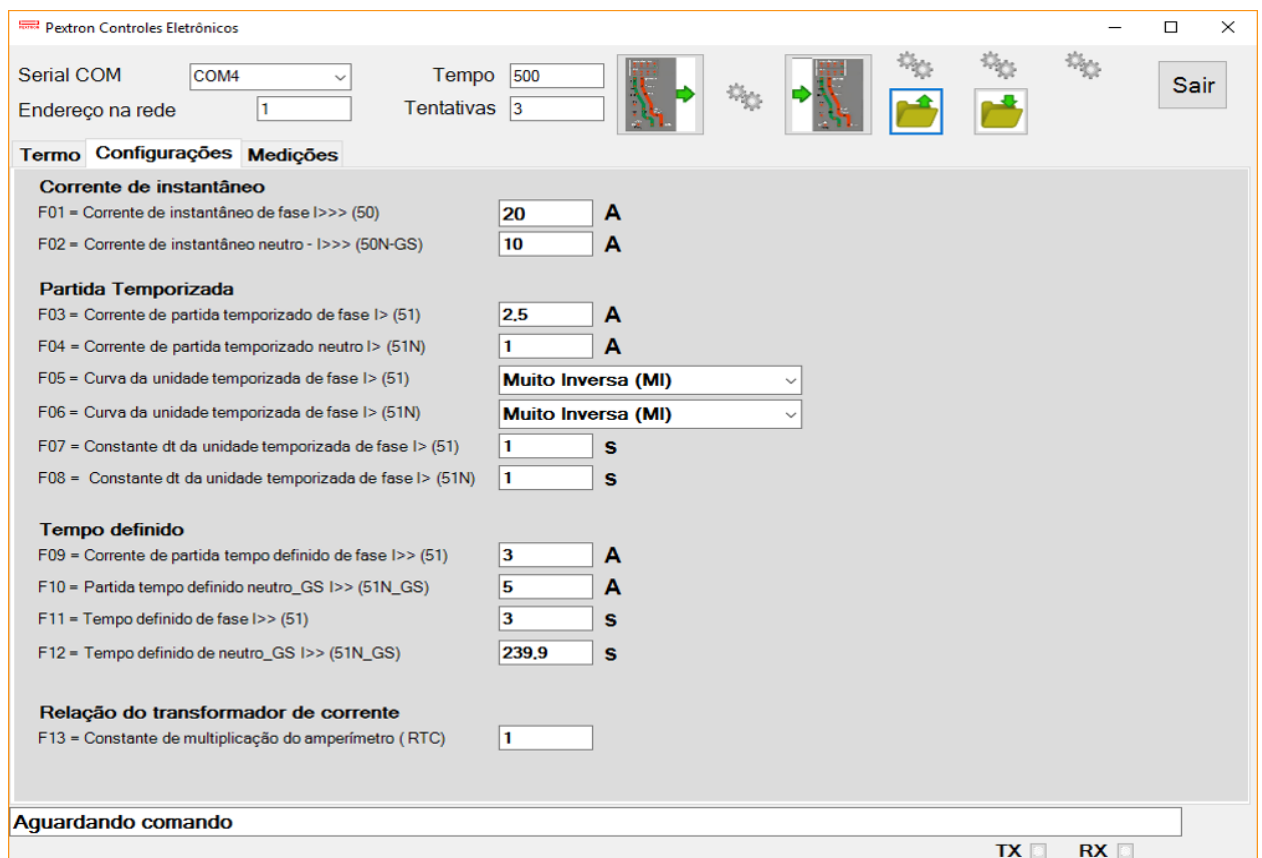 Pextron Controles Eletrônicos
Serial COM COM4 Tempo 500
Endereço na rede 1 Tentativas 3
Sair
Termo Configurações Medições
Corrente de instantâneo
F01 = Corrente de instantâneo de fase I>>> (50) 20 A
F02 = Corrente de instantâneo neutro - I>>> (50N-GS) 10 A
Partida Temporizada
F03 = Corrente de partida temporizado de fase I> (51) 2,5 A
F04 = Corrente de partida temporizado neutro I> (51N) 1 A
F05 = Curva da unidade temporizada de fase I> (51) Muito Inversa (MI)
F06 = Curva da unidade temporizada de fase I> (51N) Muito Inversa (MI)
F07 = Constante dt da unidade temporizada de fase I> (51) 1 s
F08 = Constante dt da unidade temporizada de fase I> (51N) 1 s
Tempo definido
F09 = Corrente de partida tempo definido de fase I>> (51) 3 A
F10 = Partida tempo definido neutro_GS I>> (51N_GS) 5 A
F11 = Tempo definido de fase I>> (51) 3 s
F12 = Tempo definido de neutro_GS I>> (51N_GS) 239,9 s
Relação do transformador de corrente
F13 = Constante de multiplicação do amperímetro ( RTC) 1
Aguardando comando
TX RX